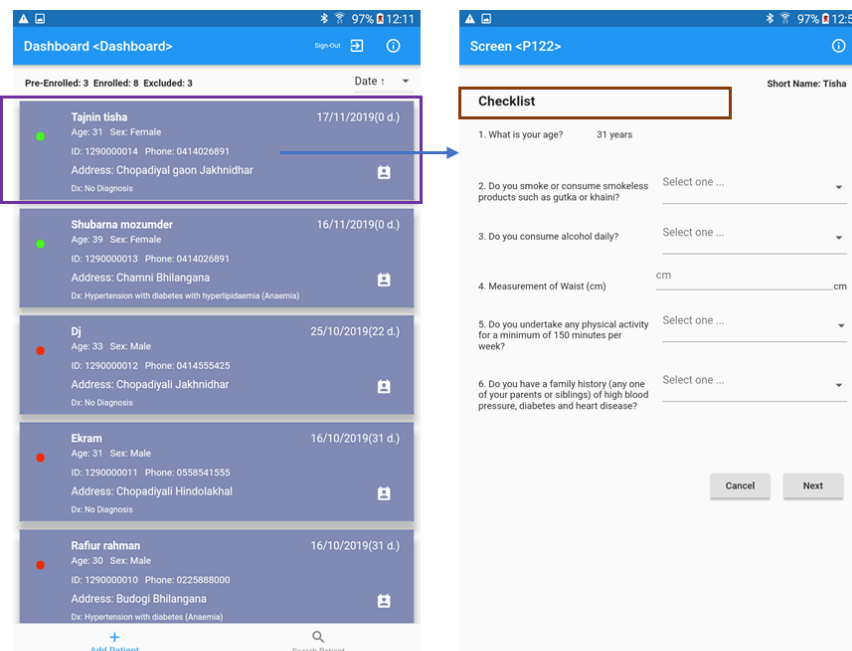 97% 12:11
Dashboard <Dashboard>
Sign-Out
Pre-Enrolled: 3 Enrolled: 8 Excluded: 3
Date ↑
Tajnin tisha 17/11/2019(0 d.)
Age: 31 Sex: Female
ID: 1290000014 Phone: 0414026891
Address: Chopadiyal gaon Jakhnidhar
Dx: No Diagnosis
Shubarna mozumder 16/11/2019(0 d.)
Age: 39 Sex: Female
ID: 1290000013 Phone: 0414026891
Address: Chamni Bhilangana
Dx: Hypertension with diabetes with hyperlipidaemia (Anaemia)
Dj 25/10/2019(22 d.)
Age: 33 Sex: Male
ID: 1290000012 Phone: 0414555425
Address: Chopadiyali Jakhnidhar
Dx: No Diagnosis
Ekram 16/10/2019(31 d.)
Age: 31 Sex: Male
ID: 1290000011 Phone: 0558541555
Address: Chopadiyali Hindolakhal
Dx: No Diagnosis
Rafiur rahman 16/10/2019(31 d.)
Age: 30 Sex: Male
ID: 1290000010 Phone: 0225888000
Address: Budogi Bhilangana
Dx: Hypertension with diabetes (Anaemia)
Add Patient Search Patient
97% 12:5
Screen <P122>
Short Name: Tisha
Checklist
1. What is your age? 31 years
2. Do you smoke or consume smokeless Select one ...
products such as gutka or khaini?
3. Do you consume alcohol daily? Select one ...
cm
4. Measurement of Waist (cm) cm
5. Do you undertake any physical activity Select one ...
for a minimum of 150 minutes per
week?
6. Do you have a family history (any one Select one ...
of your parents or siblings) of high blood
pressure, diabetes and heart disease?
Cancel Next